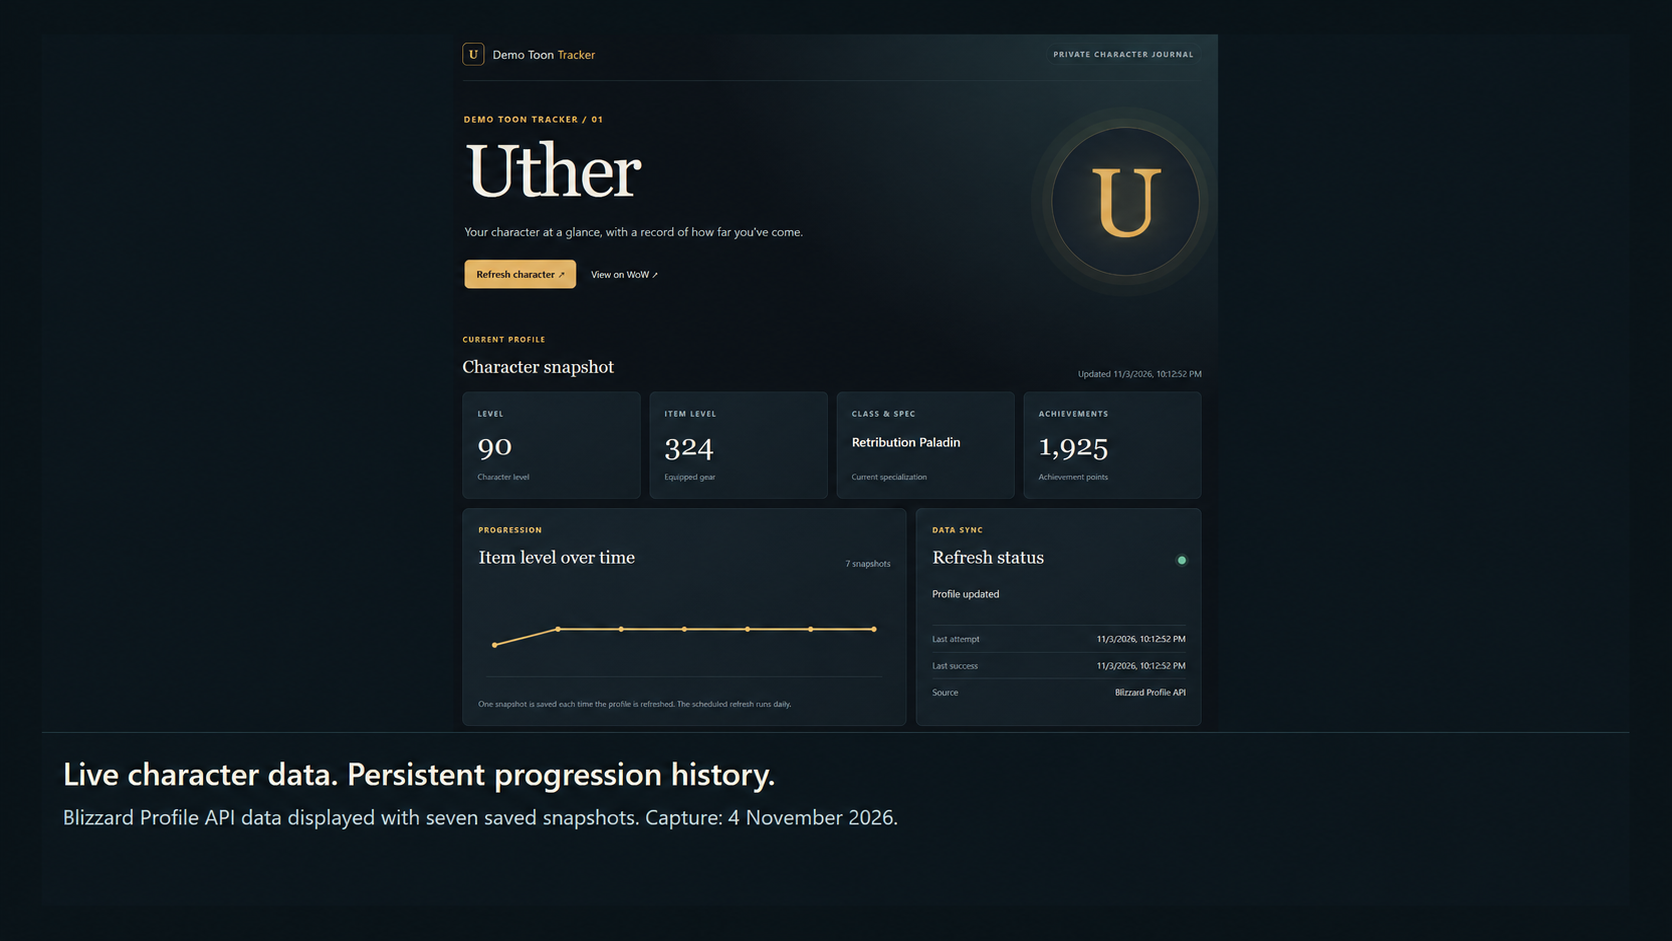 U Demo Toon Tracker
PRIVATE CHARACTER JOURNAL
DEMO TOON TRACKER / 01
Uther
U
Your character at a glance, with a record of how far you've come.
Refresh character ↗
View on WoW ↗
CURRENT PROFILE
Character snapshot
Updated 11/3/2026, 10:12:52 PM
LEVEL
90
Character level
ITEM LEVEL
324
Equipped gear
CLASS & SPEC
Retribution Paladin
Current specialization
ACHIEVEMENTS
1,925
Achievement points
PROGRESSION
Item level over time
7 snapshots
One snapshot is saved each time the profile is refreshed. The scheduled refresh runs daily.
DATA SYNC
Refresh status
Profile updated
Last attempt 11/3/2026, 10:12:52 PM
Last success 11/3/2026, 10:12:52 PM
Source Blizzard Profile API
Live character data. Persistent progression history.
Blizzard Profile API data displayed with seven saved snapshots. Capture: 4 November 2026.